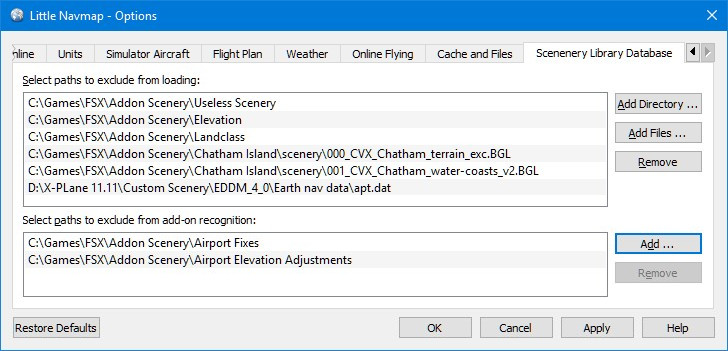 Little Navmap - Options
nline Units Simulator Aircraft Flight Plan Weather Online Flying Cache and Files Scenenery Library Database
Select paths to exclude from loading:
C:\Games\FSX\Addon Scenery\Useless Scenery
C:\Games\FSX\Addon Scenery\Elevation
C:\Games\FSX\Addon Scenery\Landclass
C:\Games\FSX\Addon Scenery\Chatham Island\scenery\000_CVX_Chatham_terrain_exc.BGL
C:\Games\FSX\Addon Scenery\Chatham Island\scenery\001_CVX_Chatham_water-coasts_v2.BGL
D:\X-PLane 11.11\Custom Scenery\EDDM_4_0\Earth nav data\apt.dat
Add Directory ...
Add Files ...
Remove
Select paths to exclude from add-on recognition:
C:\Games\FSX\Addon Scenery\Airport Fixes
C:\Games\FSX\Addon Scenery\Airport Elevation Adjustments
Add ...
Remove
Restore Defaults OK Cancel Apply Help